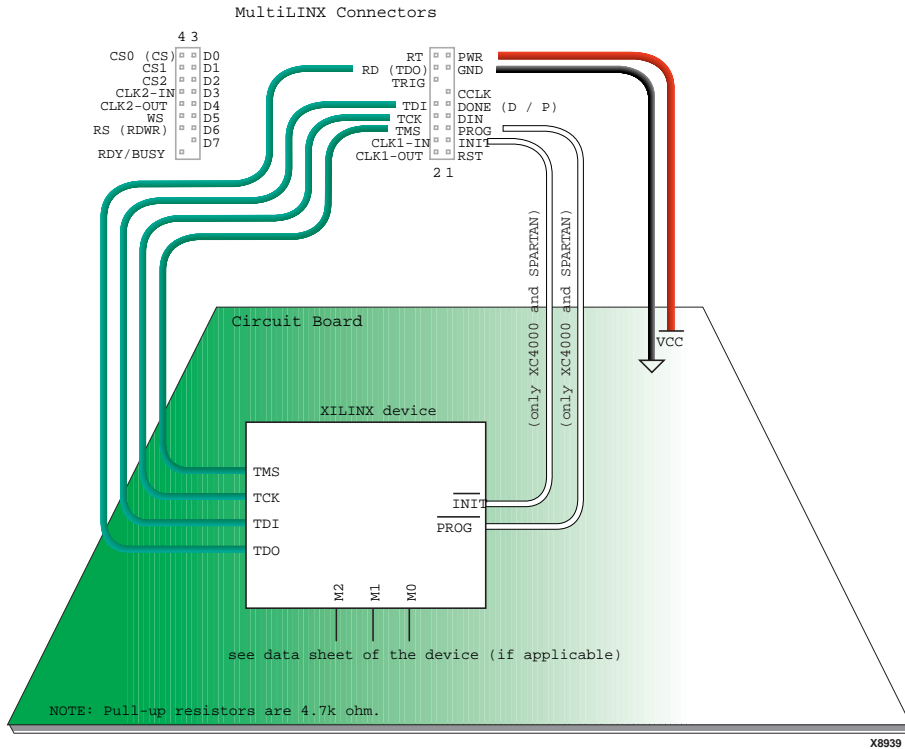 MultiLINX Connectors
4 3
CS0 (CS) D0
CS1 D1
CS2 D2
CLK2-IN D3
CLK2-OUT D4
WS D5
RS (RDWR) D6
D7
RDY/BUSY
RT PWR
RD (TDO) GND
TRIG
CCLK
TDI DONE (D / P)
TCK DIN
TMS PROG
CLK1-IN INIT
CLK1-OUT RST
2 1
(only XC4000 and SPARTAN)
(only XC4000 and SPARTAN)
Circuit Board
VCC
XILINX device
TMS
TCK
TDI
TDO
INIT
PROG
M2
M1
M0
see data sheet of the device (if applicable)
NOTE: Pull-up resistors are 4.7k ohm.
X8939